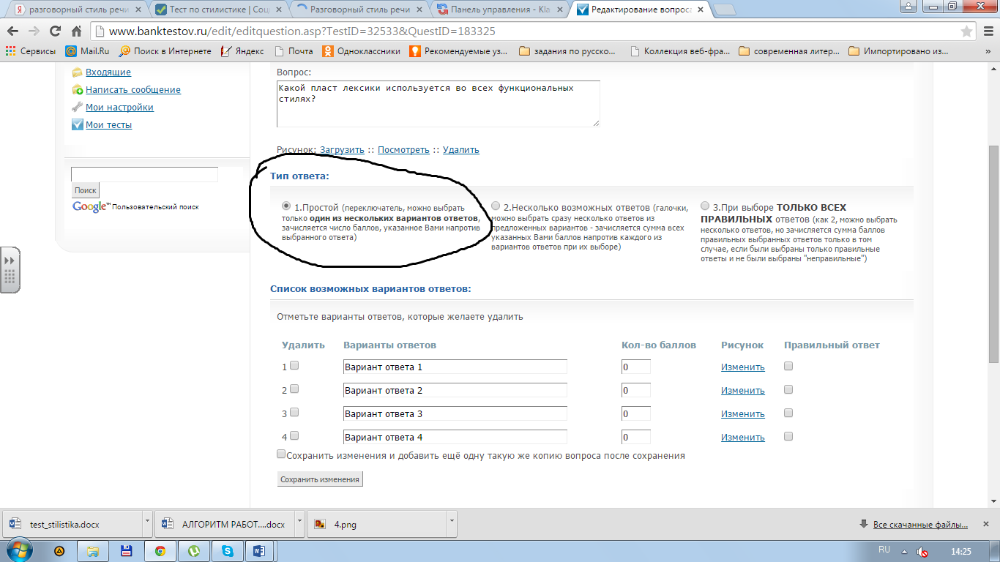 разговорный стиль речи
Тест по стилистике | Соци
Разговорный стиль речи
Панель управления - Kla
Редактирование вопроса
www.banktestov.ru/edit/editquestion.asp?TestID=32533&QuestID=183325
Сервисы
Mail.Ru
Поиск в Интернете
Яндекс
Почта
Одноклассники
Рекомендуемые уз...
задания по русско...
Коллекция веб-фра...
современная литер...
Импортировано из...
»
Входящие
Написать сообщение
Мои настройки
Мои тесты
Поиск
Google™ Пользовательский поиск
Вопрос:
Какой пласт лексики используется во всех функциональных
стилях?
Рисунок: Загрузить :: Посмотреть :: Удалить
Тип ответа:
1.Простой (переключатель, можно выбрать
только один из нескольких вариантов ответов,
зачисляется число баллов, указанное Вами напротив
выбранного ответа)
2.Несколько возможных ответов (галочки,
можно выбрать сразу несколько ответов из
предложенных вариантов - зачисляется сумма всех
указанных Вами баллов напротив каждого из
вариантов ответов при их выборе)
3.При выборе ТОЛЬКО ВСЕХ
ПРАВИЛЬНЫХ ответов (как 2, можно выбрать
несколько ответов, но зачисляется сумма баллов
правильных выбранных ответов только в том
случае, если были выбраны только правильные
ответы и не были выбраны "неправильные")
Список возможных вариантов ответов:
Отметьте варианты ответов, которые желаете удалить
Удалить Варианты ответов Кол-во баллов Рисунок Правильный ответ
1 Вариант ответа 1 0 Изменить
2 Вариант ответа 2 0 Изменить
3 Вариант ответа 3 0 Изменить
4 Вариант ответа 4 0 Изменить
Сохранить изменения и добавить ещё одну такую же копию вопроса после сохранения
Сохранить изменения
test_stilistika.docx
АЛГОРИТМ РАБОТ....docx
4.png
Все скачанные файлы...
RU
14:25